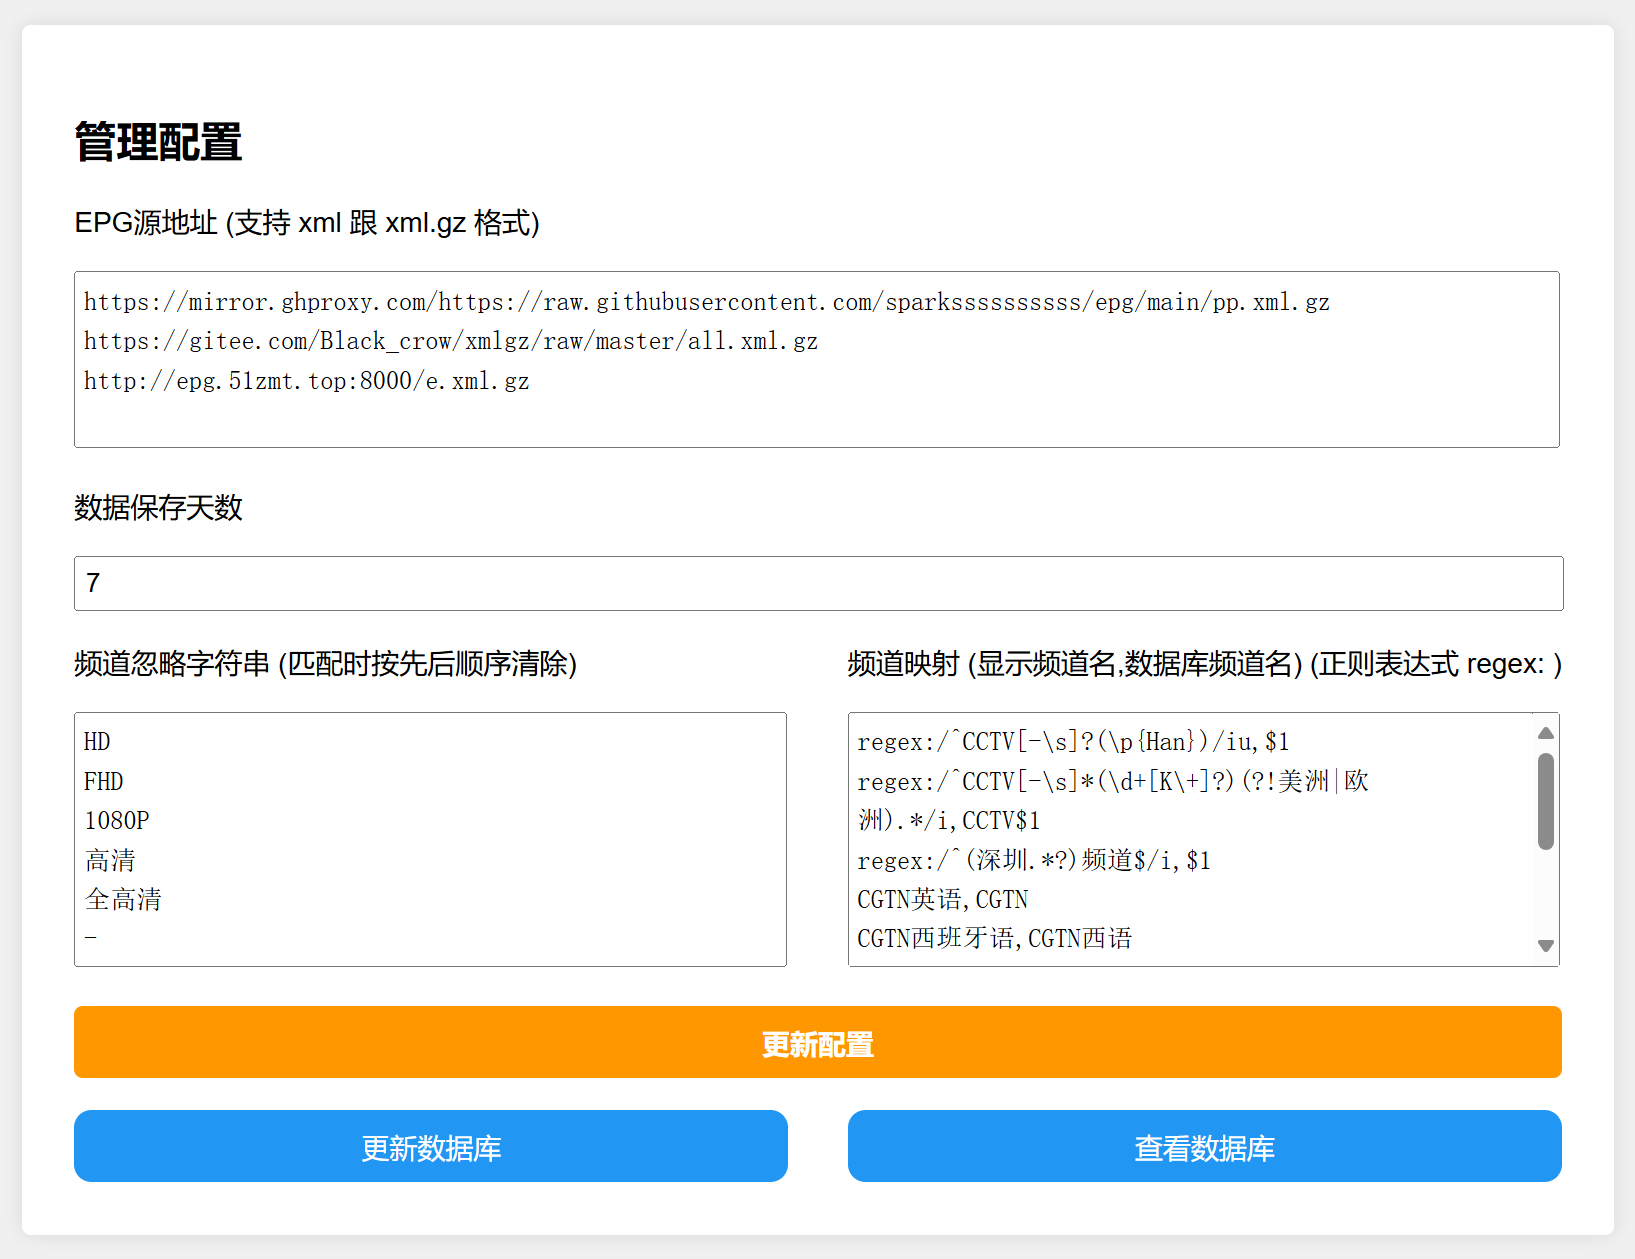 管理配置
EPG源地址 (支持 xml 跟 xml.gz 格式)
https://mirror.ghproxy.com/https://raw.githubusercontent.com/sparkssssssssss/epg/main/pp.xml.gz
https://gitee.com/Black_crow/xmlgz/raw/master/all.xml.gz
http://epg.51zmt.top:8000/e.xml.gz
数据保存天数
7
频道忽略字符串 (匹配时按先后顺序清除)
HD
FHD
1080P
高清
全高清
-
频道映射 (显示频道名,数据库频道名) (正则表达式 regex: )
regex:/^CCTV[-\s]?(\p{Han})/iu,$1
regex:/^CCTV[-\s]*(\d+[K\+]?)(?!美洲|欧
洲).*/i,CCTV$1
regex:/^(深圳.*?)频道$/i,$1
CGTN英语,CGTN
CGTN西班牙语,CGTN西语
更新配置
更新数据库
查看数据库